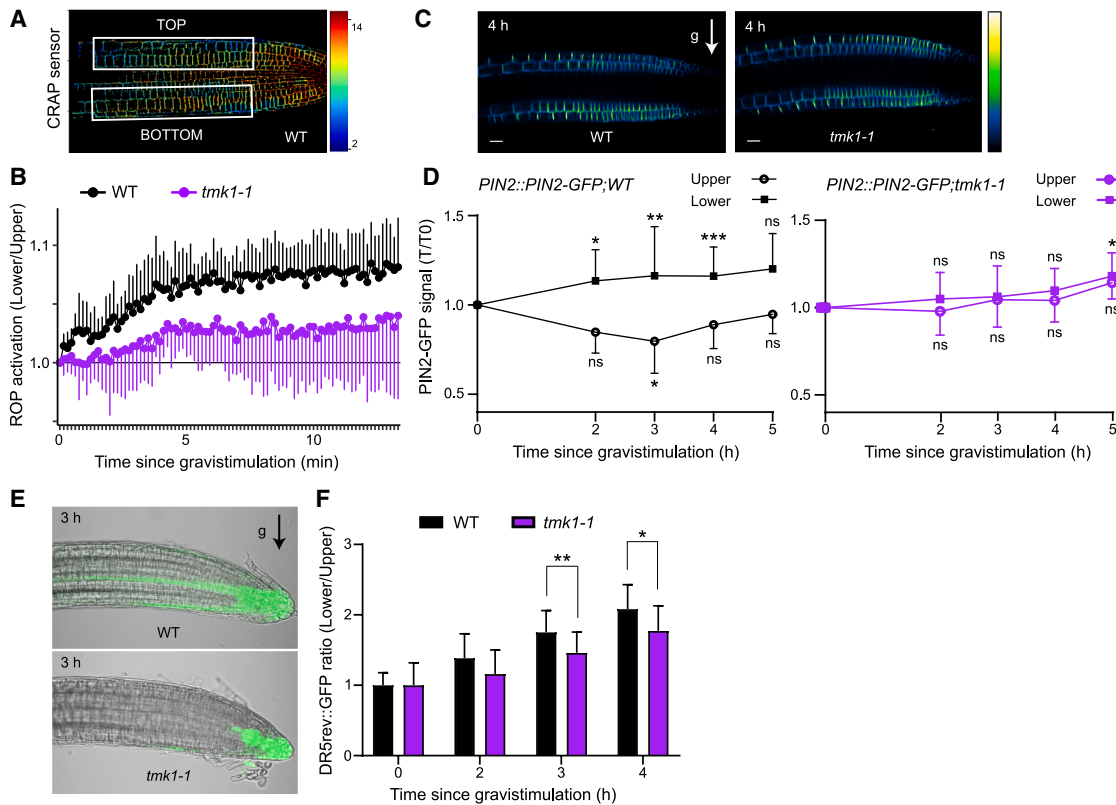 A
CRAP sensor
TOP
BOTTOM
WT
14
2
B
WT
tmk1-1
ROP activation (Lower/Upper)
1.1
1.0
0
5
10
Time since gravistimulation (min)
C
4 h
g
WT
4 h
tmk1-1
D
PIN2::PIN2-GFP;WT
Upper
Lower
PIN2-GFP signal (T/T0)
1.5
1.0
0.5
*
**
***
ns
ns
*
ns
ns
0
2
3
4
5
Time since gravistimulation (h)
PIN2::PIN2-GFP;tmk1-1
Upper
Lower
1.5
1.0
0.5
ns
ns
ns
*
ns
ns
ns
ns
0
2
3
4
5
Time since gravistimulation (h)
E
3 h
g
WT
3 h
tmk1-1
F
WT
tmk1-1
DR5rev::GFP ratio (Lower/Upper)
3
2
1
0
**
*
0
2
3
4
Time since gravistimulation (h)